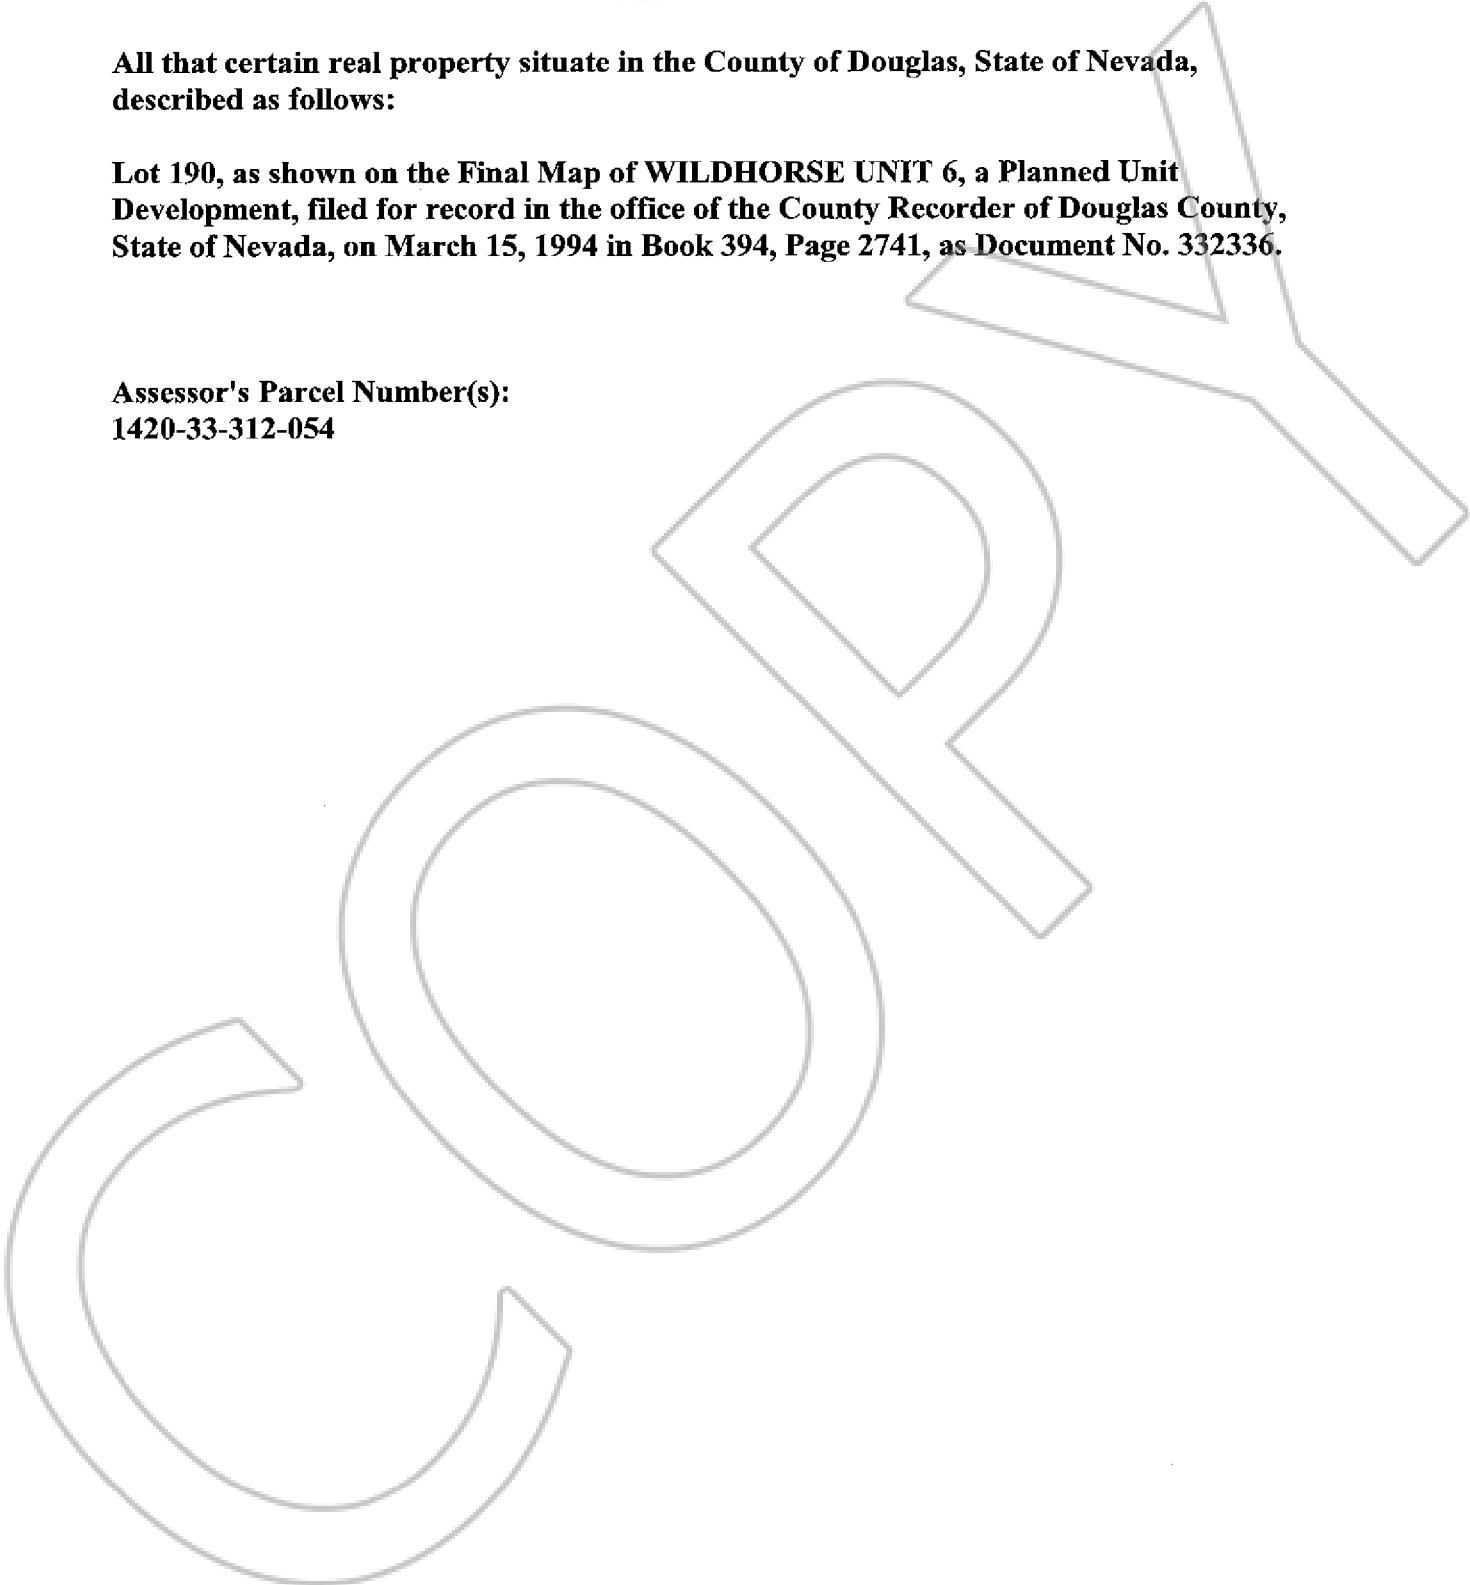 All that certain real property situate in the County of Douglas, State of Nevada,
described as follows:
Lot 190, as shown on the Final Map of WILDHORSE UNIT 6, a Planned Unit
Development, filed for record in the office of the County Recorder of Douglas County,
State of Nevada, on March 15, 1994 in Book 394, Page 2741, as Document No. 332336.
Assessor's Parcel Number(s):
1420-33-312-054
COPY